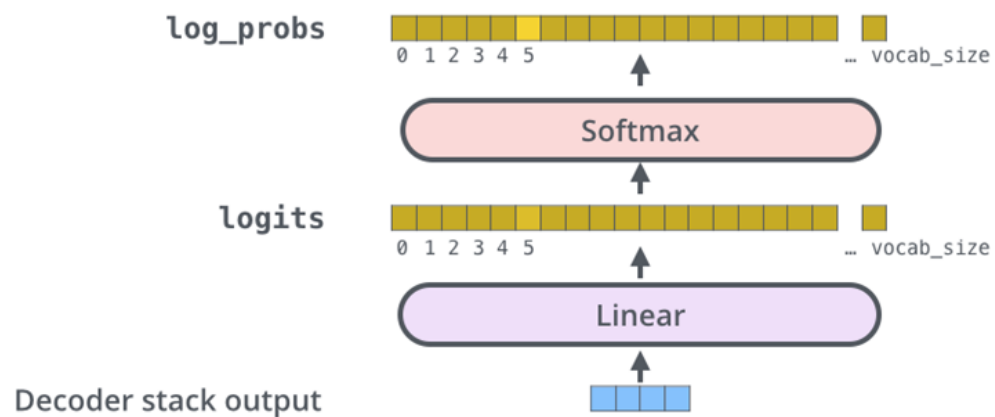 log_probs
0 1 2 3 4 5 … vocab_size
Softmax
logits
0 1 2 3 4 5 … vocab_size
Linear
Decoder stack output